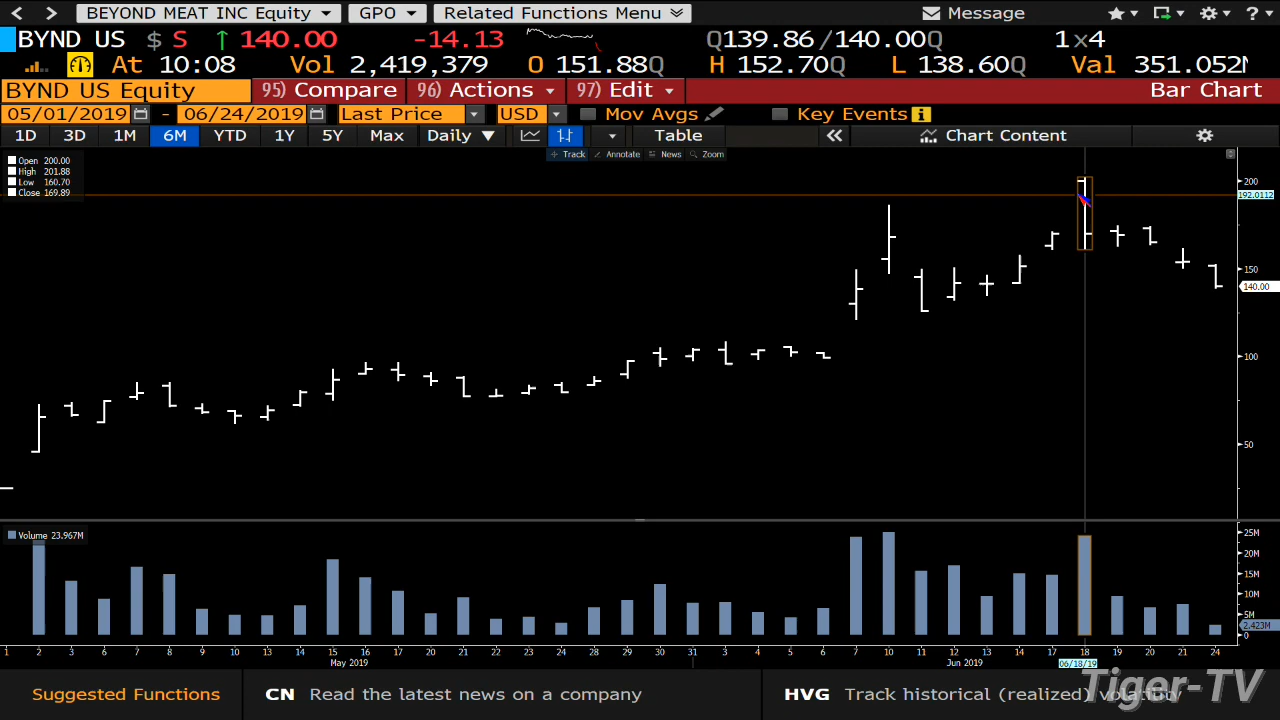 BEYOND MEAT INC Equity GPO Related Functions Menu Message ?
BYND US $ S ↑ 140.00 -14.13 Q139.86/140.00Q 1×4
At 10:08 Vol 2,419,379 O 151.88Q H 152.70Q L 138.60Q Val 351.052M
BYND US Equity 95) Compare 96) Actions 97) Edit Bar Chart
05/01/2019 - 06/24/2019 Last Price USD Mov Avgs Key Events
1D 3D 1M 6M YTD 1Y 5Y Max Daily ▼ Table « Chart Content
Track Annotate News Zoom
Open 200.00
High 201.88
Low 160.70
Close 169.89
200
192.0112
150
140.00
100
50
Volume 23.967M
25M
20M
15M
10M
5M
2.423M
0
1 2 3 6 7 8 9 10 13 14 15 16 17 20 21 22 23 24 28 29 30 31 3 4 5 6 7 10 11 12 13 14 17 18 19 20 21 24
May 2019 Jun 2019 06/18/19
Suggested Functions CN Read the latest news on a company HVG Track historical (realized) volatility
Tiger-TV